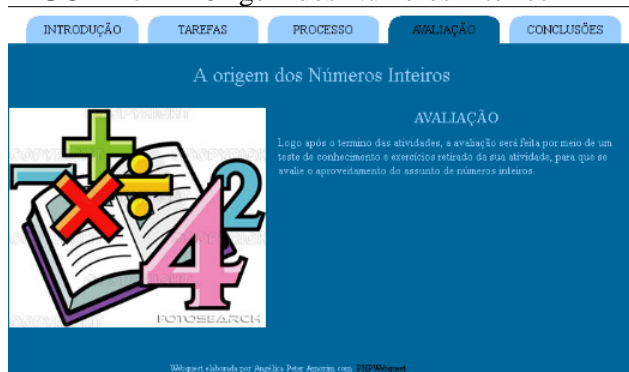 INTRODUÇÃO TAREFAS PROCESSO AVALIAÇÃO CONCLUSÕES
A origem dos Números Inteiros
AVALIAÇÃO
Logo após o termino das atividades, a avaliação será feita por meio de um
teste de conhecimento e exercícios retirado da sua atividade, para que se
avalie o aproveitamento do assunto de números inteiros.
4 2
FOTOSEARCH
Webquest elaborada por Angélica Peter Amorim com PHPWebquest